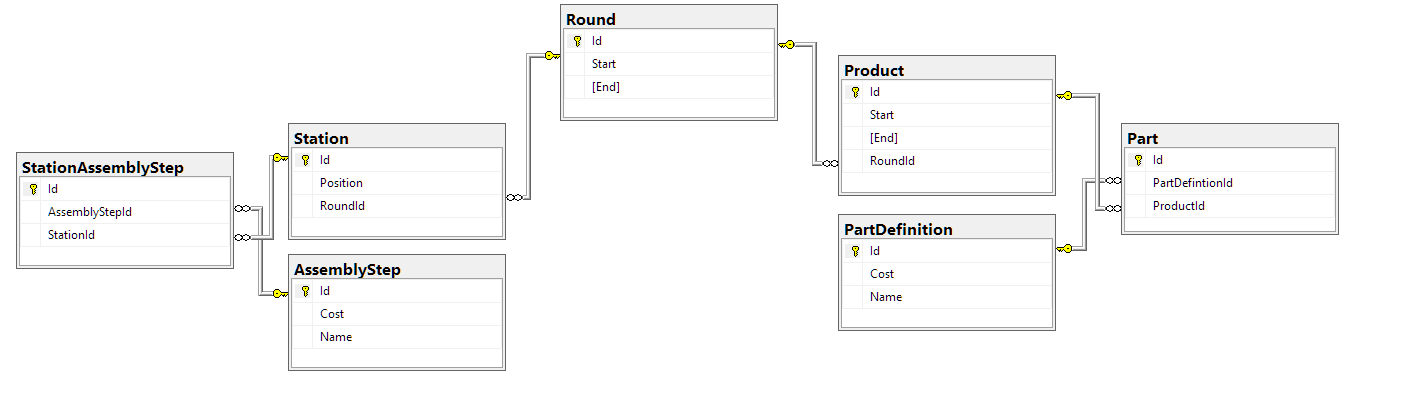 Round
Id
Start
[End]
Product
Id
Start
[End]
RoundId
Station
Id
Position
RoundId
Part
Id
PartDefintionId
ProductId
StationAssemblyStep
Id
AssemblyStepId
StationId
PartDefinition
Id
Cost
Name
AssemblyStep
Id
Cost
Name